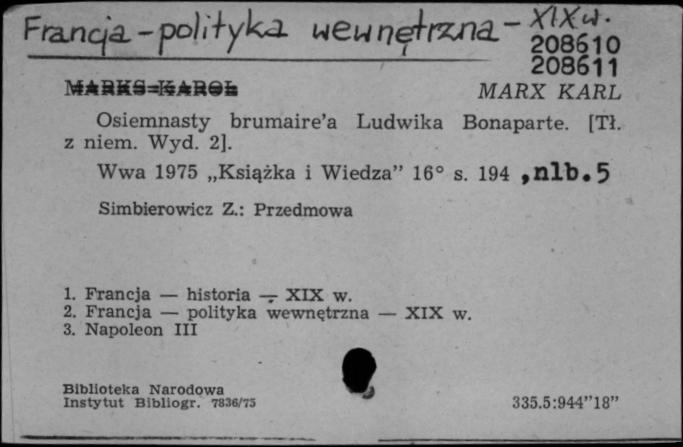 Francja - polityka wewnętrzna - XIX w.
208610
208611
MARKS KAROL
MARX KARL
Osiemnasty brumaire'a Ludwika Bonaparte. [Tł.
z niem. Wyd. 2].
Wwa 1975 „Książka i Wiedza” 16° s. 194 ,nlb.5
Simbierowicz Z.: Przedmowa
1. Francja — historia — XIX w.
2. Francja — polityka wewnętrzna — XIX w.
3. Napoleon III
Biblioteka Narodowa
Instytut Bibliogr. 7836/75
335.5:944”18”